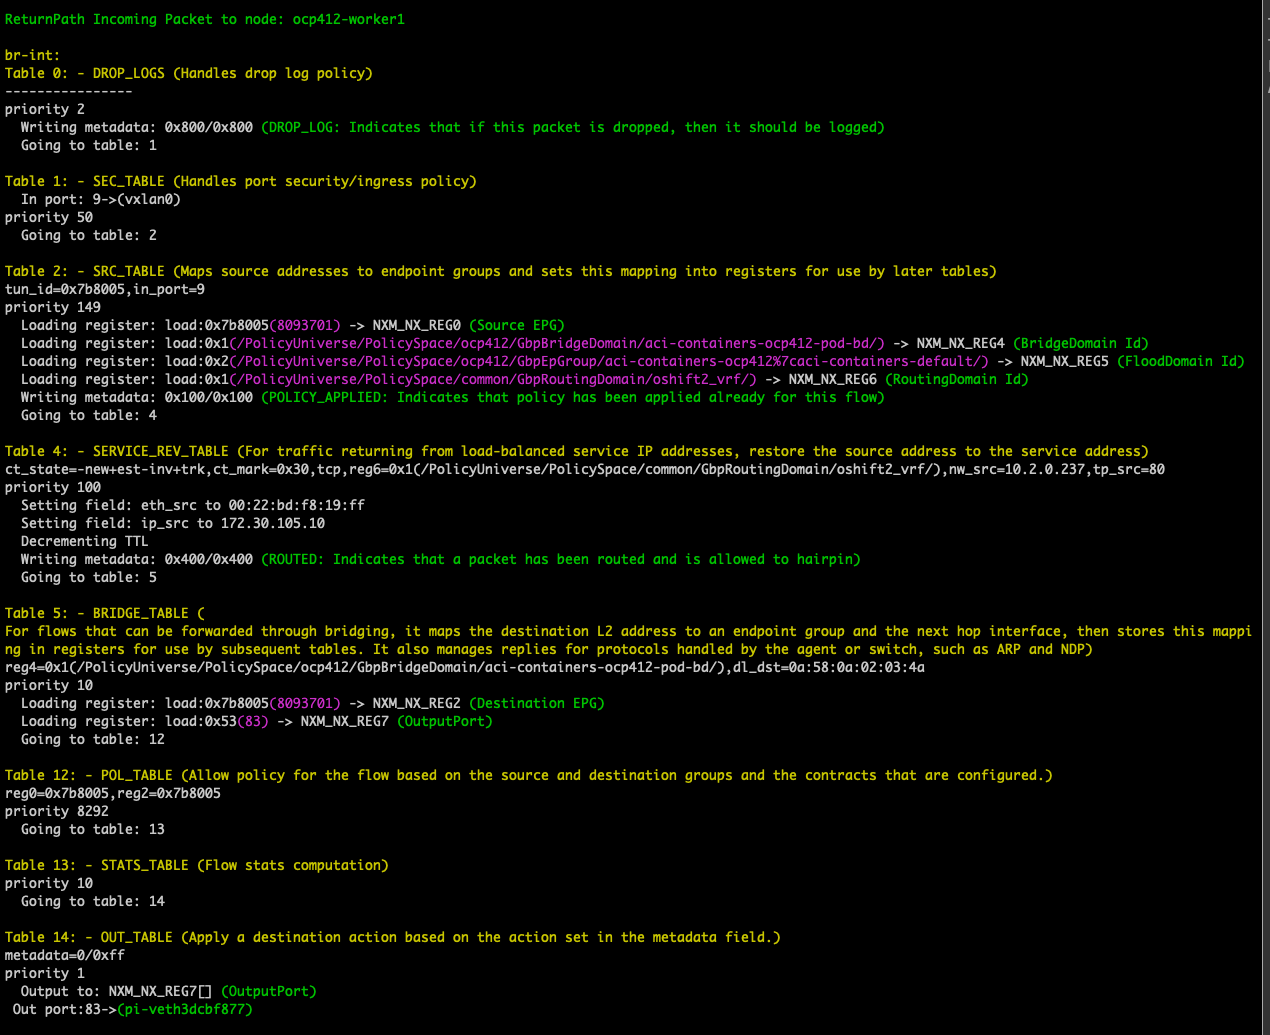 ReturnPath Incoming Packet to node: ocp412-worker1
br-int:
Table 0: - DROP_LOGS (Handles drop log policy)
----------------
priority 2
Writing metadata: 0x800/0x800 (DROP_LOG: Indicates that if this packet is dropped, then it should be logged)
Going to table: 1
Table 1: - SEC_TABLE (Handles port security/ingress policy)
In port: 9->(vxlan0)
priority 50
Going to table: 2
Table 2: - SRC_TABLE (Maps source addresses to endpoint groups and sets this mapping into registers for use by later tables)
tun_id=0x7b8005,in_port=9
priority 149
Loading register: load:0x7b8005(8093701) -> NXM_NX_REG0 (Source EPG)
Loading register: load:0x1(/PolicyUniverse/PolicySpace/ocp412/GbpBridgeDomain/aci-containers-ocp412-pod-bd/) -> NXM_NX_REG4 (BridgeDomain Id)
Loading register: load:0x2(/PolicyUniverse/PolicySpace/ocp412/GbpEpGroup/aci-containers-ocp412%7caci-containers-default/) -> NXM_NX_REG5 (FloodDomain Id)
Loading register: load:0x1(/PolicyUniverse/PolicySpace/common/GbpRoutingDomain/oshift2_vrf/) -> NXM_NX_REG6 (RoutingDomain Id)
Writing metadata: 0x100/0x100 (POLICY_APPLIED: Indicates that policy has been applied already for this flow)
Going to table: 4
Table 4: - SERVICE_REV_TABLE (For traffic returning from load-balanced service IP addresses, restore the source address to the service address)
ct_state=-new+est-inv+trk,ct_mark=0x30,tcp,reg6=0x1(/PolicyUniverse/PolicySpace/common/GbpRoutingDomain/oshift2_vrf/),nw_src=10.2.0.237,tp_src=80
priority 100
Setting field: eth_src to 00:22:bd:f8:19:ff
Setting field: ip_src to 172.30.105.10
Decrementing TTL
Writing metadata: 0x400/0x400 (ROUTED: Indicates that a packet has been routed and is allowed to hairpin)
Going to table: 5
Table 5: - BRIDGE_TABLE (
For flows that can be forwarded through bridging, it maps the destination L2 address to an endpoint group and the next hop interface, then stores this mappi
ng in registers for use by subsequent tables. It also manages replies for protocols handled by the agent or switch, such as ARP and NDP)
reg4=0x1(/PolicyUniverse/PolicySpace/ocp412/GbpBridgeDomain/aci-containers-ocp412-pod-bd/),dl_dst=0a:58:0a:02:03:4a
priority 10
Loading register: load:0x7b8005(8093701) -> NXM_NX_REG2 (Destination EPG)
Loading register: load:0x53(83) -> NXM_NX_REG7 (OutputPort)
Going to table: 12
Table 12: - POL_TABLE (Allow policy for the flow based on the source and destination groups and the contracts that are configured.)
reg0=0x7b8005,reg2=0x7b8005
priority 8292
Going to table: 13
Table 13: - STATS_TABLE (Flow stats computation)
priority 10
Going to table: 14
Table 14: - OUT_TABLE (Apply a destination action based on the action set in the metadata field.)
metadata=0/0xff
priority 1
Output to: NXM_NX_REG7[] (OutputPort)
Out port:83->(pi-veth3dcbf877)